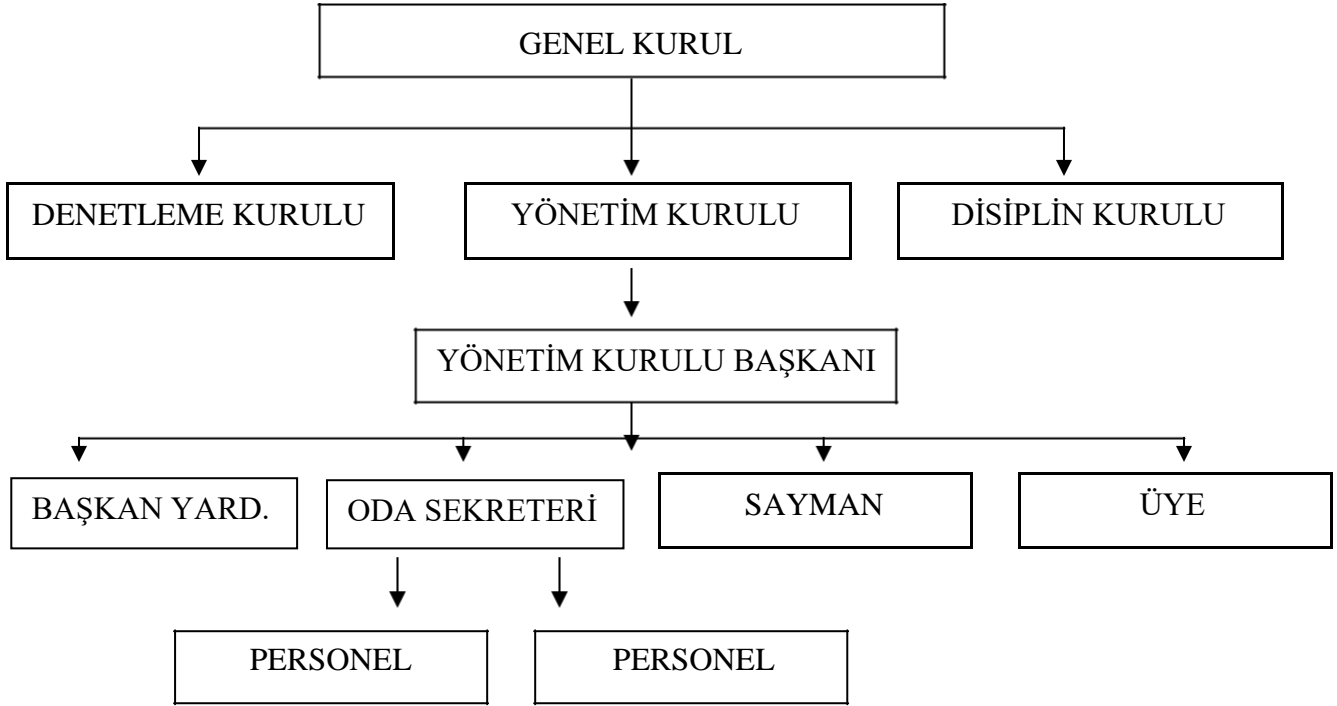 GENEL KURUL
DENETLEME KURULU
YÖNETİM KURULU
DİSİPLİN KURULU
YÖNETİM KURULU BAŞKANI
BAŞKAN YARD.
ODA SEKRETERİ
SAYMAN
ÜYE
PERSONEL
PERSONEL